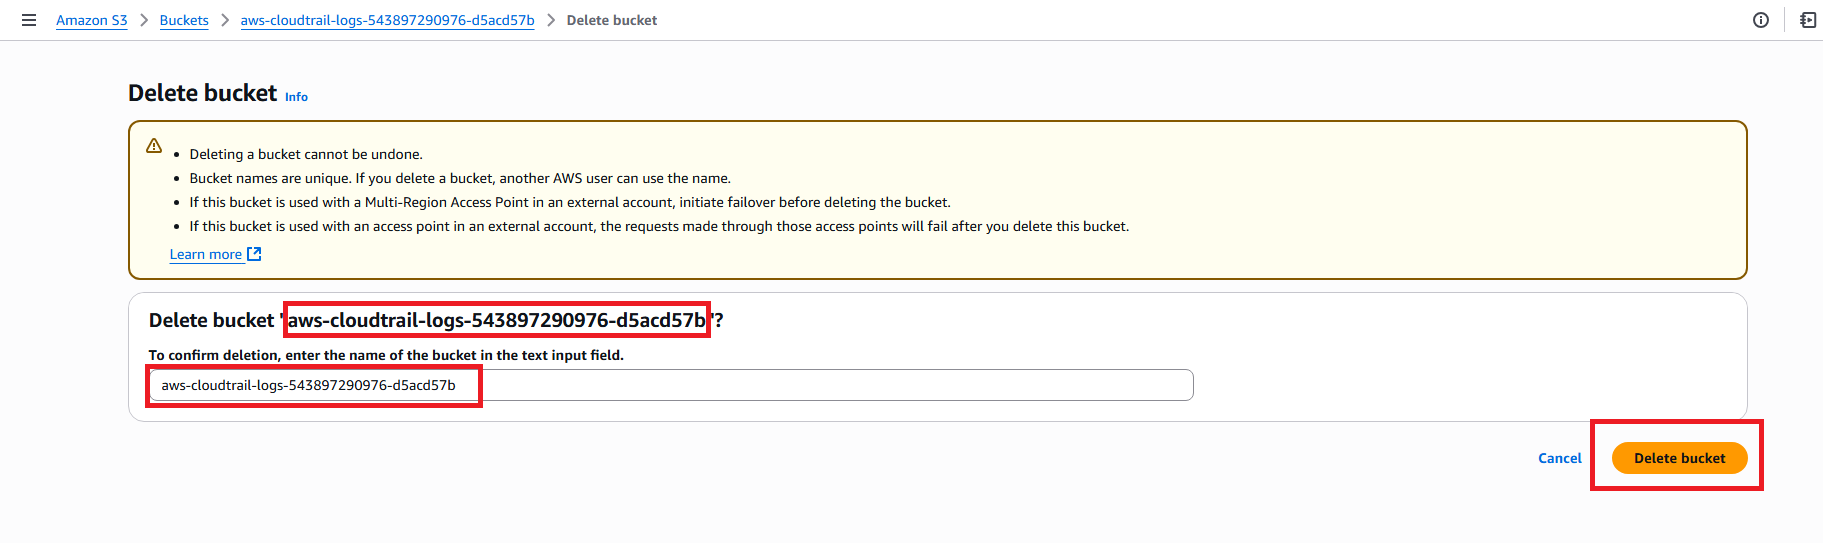 Amazon S3 > Buckets > aws-cloudtrail-logs-543897290976-d5acd57b > Delete bucket
Delete bucket Info
Deleting a bucket cannot be undone.
Bucket names are unique. If you delete a bucket, another AWS user can use the name.
If this bucket is used with a Multi-Region Access Point in an external account, initiate failover before deleting the bucket.
If this bucket is used with an access point in an external account, the requests made through those access points will fail after you delete this bucket.
Learn more
Delete bucket "aws-cloudtrail-logs-543897290976-d5acd57b"?
To confirm deletion, enter the name of the bucket in the text input field.
aws-cloudtrail-logs-543897290976-d5acd57b
Cancel Delete bucket